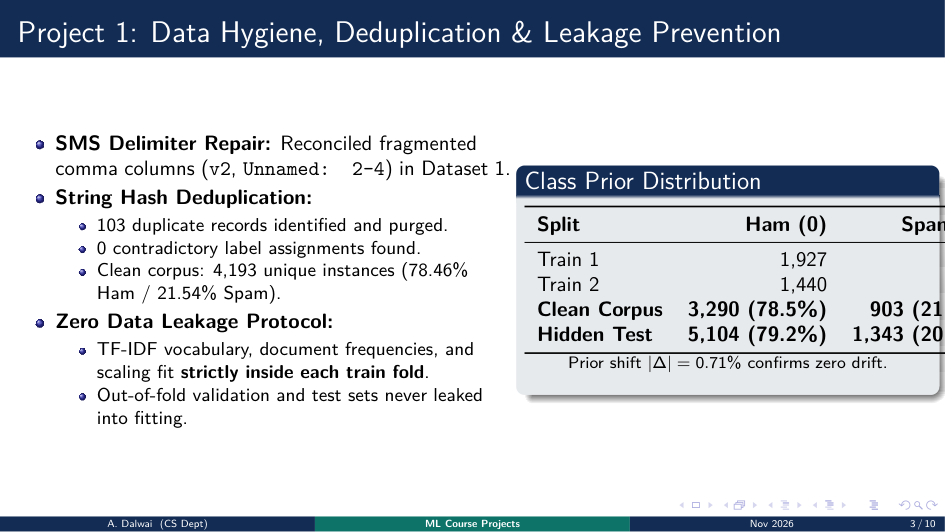 Project 1: Data Hygiene, Deduplication & Leakage Prevention
SMS Delimiter Repair: Reconciled fragmented
comma columns (v2, Unnamed: 2-4) in Dataset 1.
String Hash Deduplication:
103 duplicate records identified and purged.
0 contradictory label assignments found.
Clean corpus: 4,193 unique instances (78.46%
Ham / 21.54% Spam).
Zero Data Leakage Protocol:
TF-IDF vocabulary, document frequencies, and
scaling fit strictly inside each train fold.
Out-of-fold validation and test sets never leaked
into fitting.
Class Prior Distribution
Split Ham (0)
Train 1 1,927
Train 2 1,440
Clean Corpus 3,290 (78.5%) 903 (21
Hidden Test 5,104 (79.2%) 1,343 (20
Prior shift |Δ| = 0.71% confirms zero drift.
A. Dalwai (CS Dept) ML Course Projects Nov 2026 3 / 10